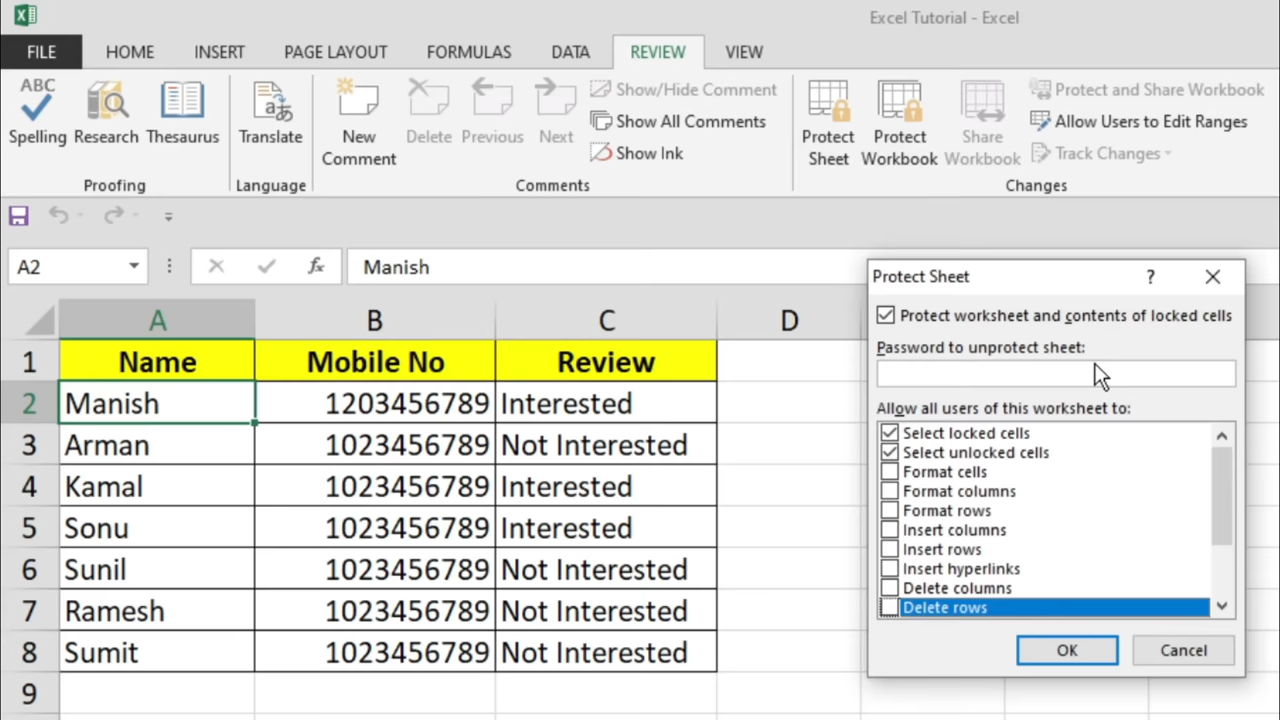 Excel Tutorial - Excel
FILE HOME INSERT PAGE LAYOUT FORMULAS DATA REVIEW VIEW
ABC
Spelling Research Thesaurus
Proofing
Translate
Language
New Comment
Delete
Previous
Next
Show/Hide Comment
Show All Comments
Show Ink
Comments
Protect Sheet
Protect Workbook
Share Workbook
Protect and Share Workbook
Allow Users to Edit Ranges
Track Changes
Changes
A2 fx Manish
A B C D
1 Name Mobile No Review
2 Manish 1203456789 Interested
3 Arman 1023456789 Not Interested
4 Kamal 1023456789 Interested
5 Sonu 1023456789 Interested
6 Sunil 1023456789 Not Interested
7 Ramesh 1023456789 Not Interested
8 Sumit 1023456789 Not Interested
9
Protect Sheet ?
Protect worksheet and contents of locked cells
Password to unprotect sheet:
Allow all users of this worksheet to:
Select locked cells
Select unlocked cells
Format cells
Format columns
Format rows
Insert columns
Insert rows
Insert hyperlinks
Delete columns
Delete rows
OK Cancel